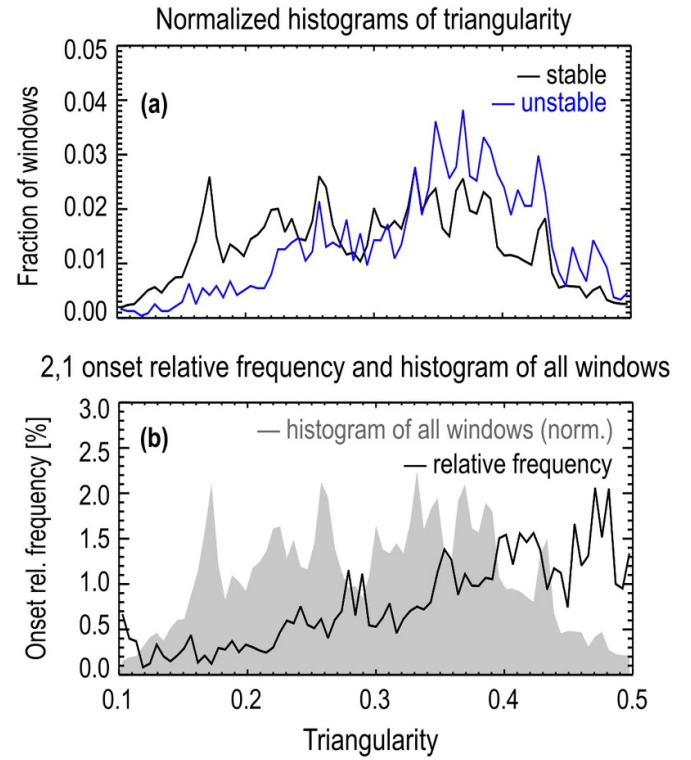 Normalized histograms of triangularity
0.05
(a)
— stable
— unstable
0.04
0.03
0.02
0.01
0.00
Fraction of windows
2,1 onset relative frequency and histogram of all windows
3.0
(b)
— histogram of all windows (norm.)
— relative frequency
2.5
2.0
1.5
1.0
0.5
0.0
Onset rel. frequency [%]
0.1 0.2 0.3 0.4 0.5
Triangularity